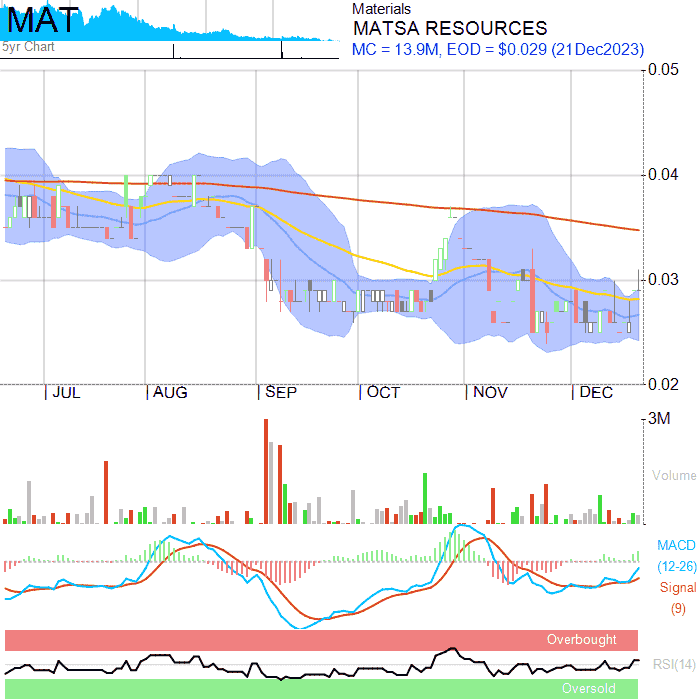 MAT
5yr Chart
Materials
MATSA RESOURCES
MC = 13.9M, EOD = $0.029 (21Dec2023)
0.05
0.04
0.03
0.02
JUL AUG SEP OCT NOV DEC
3M
Volume
MACD
(12-26)
Signal
(9)
Overbought
RSI(14)
Oversold